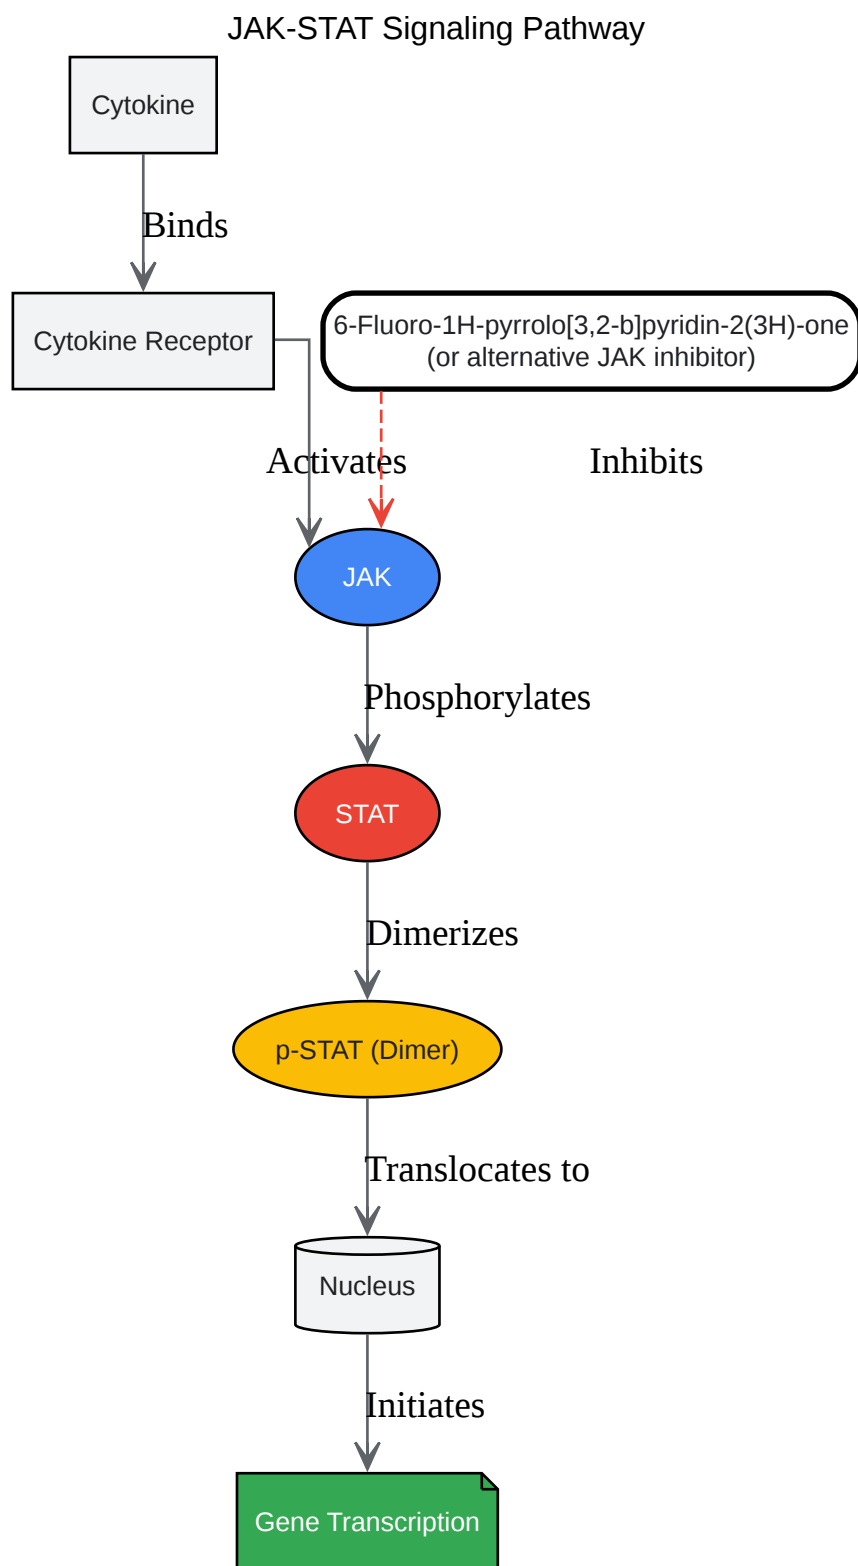 JAK-STAT Signaling Pathway
Cytokine
Binds
Cytokine Receptor
6-Fluoro-1H-pyrrolo[3,2-b]pyridin-2(3H)-one
(or alternative JAK inhibitor)
Activates
Inhibits
JAK
Phosphorylates
STAT
Dimerizes
p-STAT (Dimer)
Translocates to
Nucleus
Initiates
Gene Transcription